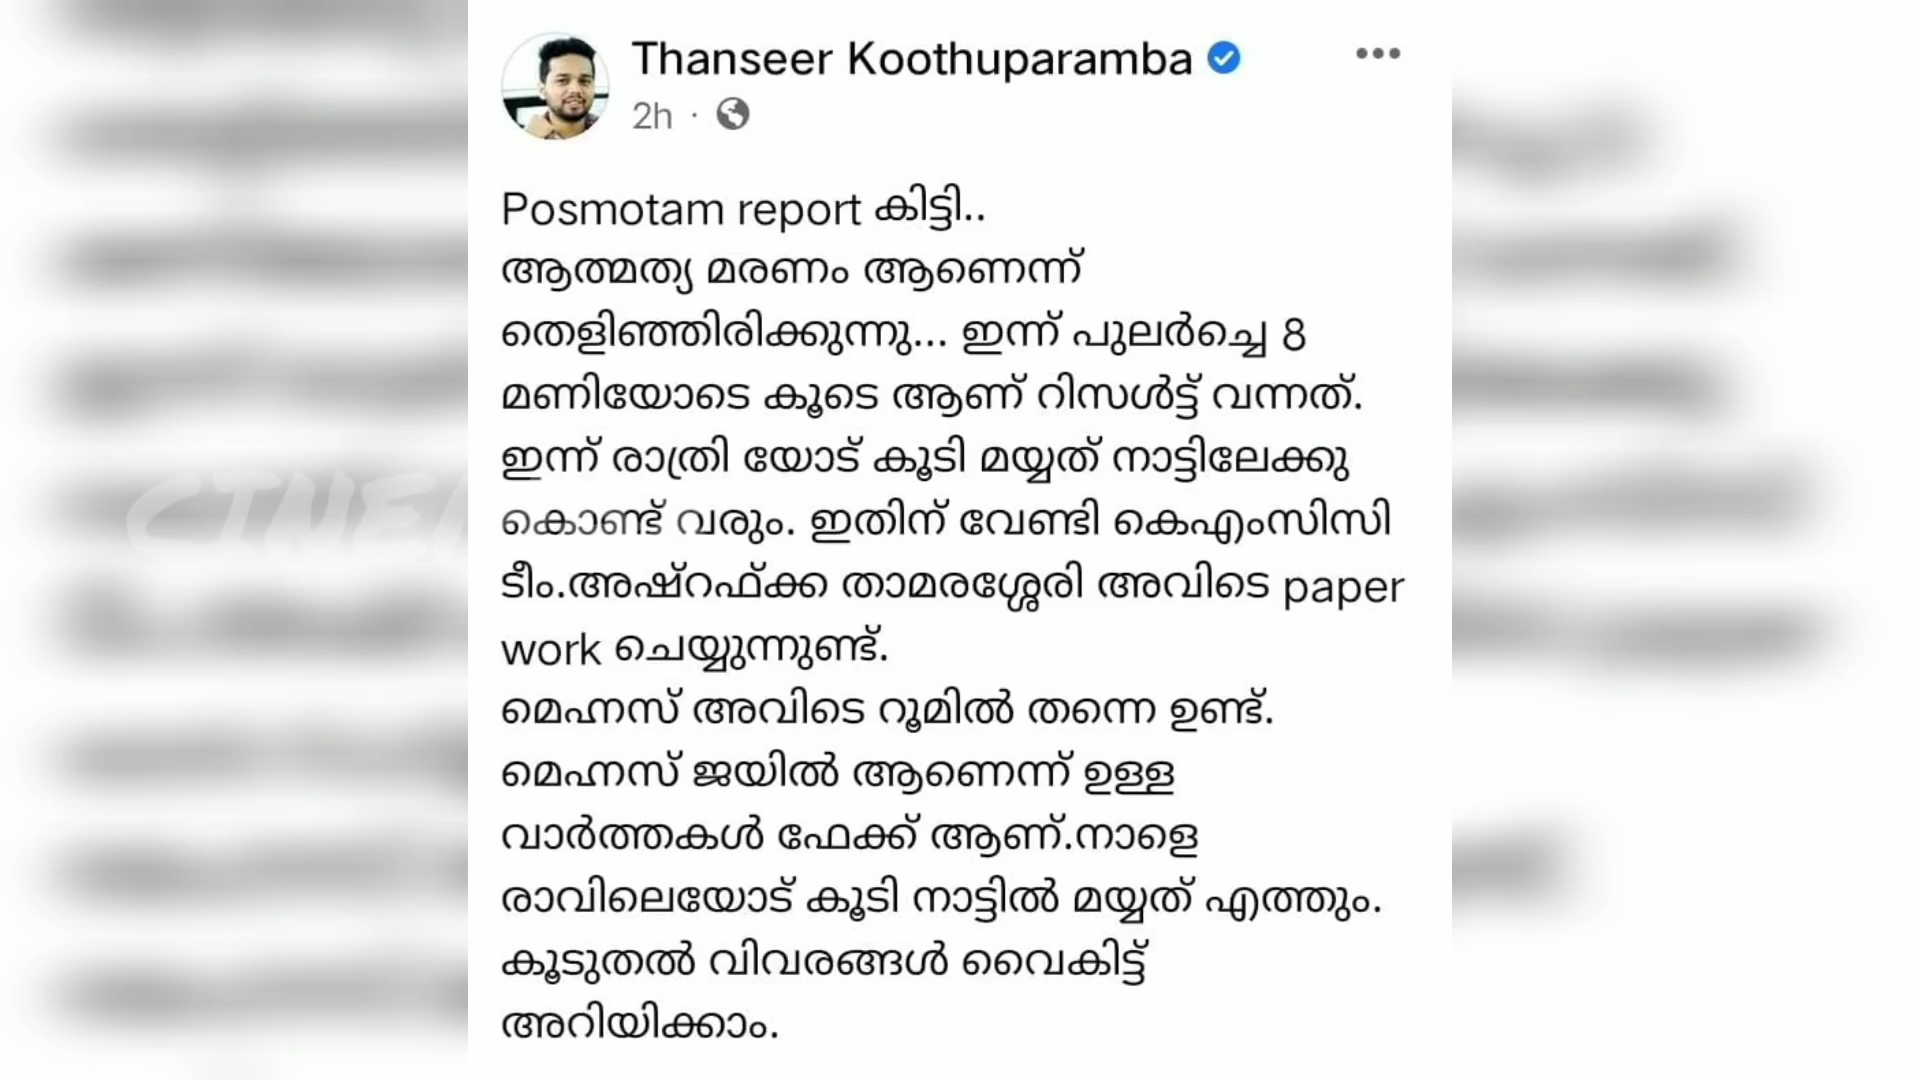 Thanseer Koothuparamba
2h ·
Posmotam report കിട്ടി..
ആത്മത്യ മരണം ആണെന്ന്
തെളിഞ്ഞിരിക്കുന്നു... ഇന്ന് പുലർച്ചെ 8
മണിയോടെ കൂടെ ആണ് റിസൾട്ട് വന്നത്.
ഇന്ന് രാത്രി യോട് കൂടി മയ്യത് നാട്ടിലേക്കു
കൊണ്ട് വരും. ഇതിന് വേണ്ടി കെഎംസിസി
ടീം.അഷ്റഫ്ക്ക താമരശ്ശേരി അവിടെ paper
work ചെയ്യുന്നുണ്ട്.
മെഹ്നസ് അവിടെ റൂമിൽ തന്നെ ഉണ്ട്.
മെഹ്നസ് ജയിൽ ആണെന്ന് ഉള്ള
വാർത്തകൾ ഫേക്ക് ആണ്.നാളെ
രാവിലെയോട് കൂടി നാട്ടിൽ മയ്യത് എത്തും.
കൂടുതൽ വിവരങ്ങൾ വൈകിട്ട്
അറിയിക്കാം.